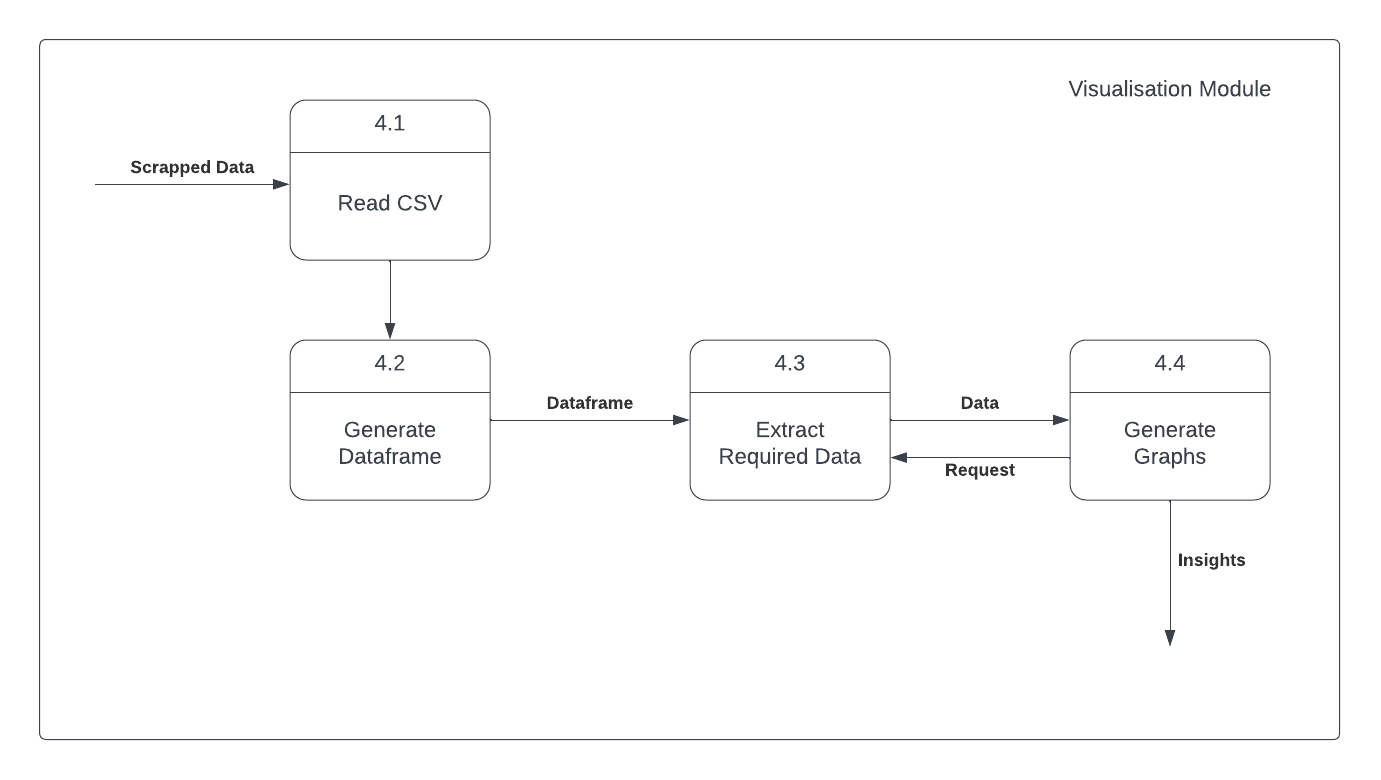 Visualisation Module
4.1
Scrapped Data
Read CSV
4.2
Generate
Dataframe
Dataframe
4.3
Extract
Required Data
Data
Request
4.4
Generate
Graphs
Insights